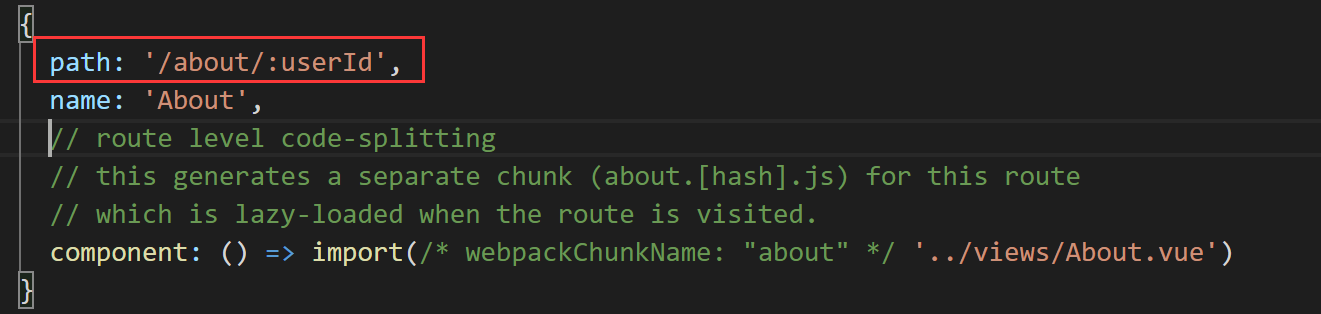 {
path: '/about/:userId',
name: 'About',
// route level code-splitting
// this generates a separate chunk (about.[hash].js) for this route
// which is lazy-loaded when the route is visited.
component: () => import(/* webpackChunkName: "about" */ '../views/About.vue')
}